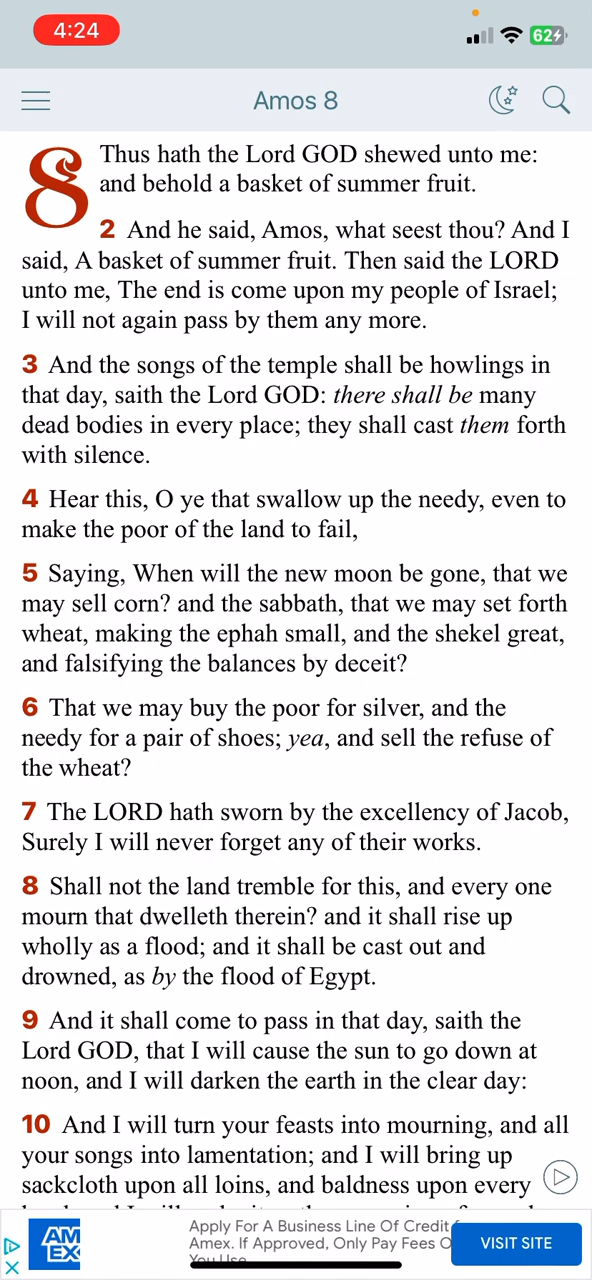 4:24
62
Amos 8
8 Thus hath the Lord GOD shewed unto me:
and behold a basket of summer fruit.
2 And he said, Amos, what seest thou? And I
said, A basket of summer fruit. Then said the LORD
unto me, The end is come upon my people of Israel;
I will not again pass by them any more.
3 And the songs of the temple shall be howlings in
that day, saith the Lord GOD: there shall be many
dead bodies in every place; they shall cast them forth
with silence.
4 Hear this, O ye that swallow up the needy, even to
make the poor of the land to fail,
5 Saying, When will the new moon be gone, that we
may sell corn? and the sabbath, that we may set forth
wheat, making the ephah small, and the shekel great,
and falsifying the balances by deceit?
6 That we may buy the poor for silver, and the
needy for a pair of shoes; yea, and sell the refuse of
the wheat?
7 The LORD hath sworn by the excellency of Jacob,
Surely I will never forget any of their works.
8 Shall not the land tremble for this, and every one
mourn that dwelleth therein? and it shall rise up
wholly as a flood; and it shall be cast out and
drowned, as by the flood of Egypt.
9 And it shall come to pass in that day, saith the
Lord GOD, that I will cause the sun to go down at
noon, and I will darken the earth in the clear day:
10 And I will turn your feasts into mourning, and all
your songs into lamentation; and I will bring up
sackcloth upon all loins, and baldness upon every
AM
EX
Apply For A Business Line Of Credit
Amex. If Approved, Only Pay Fees
You Use
VISIT SITE